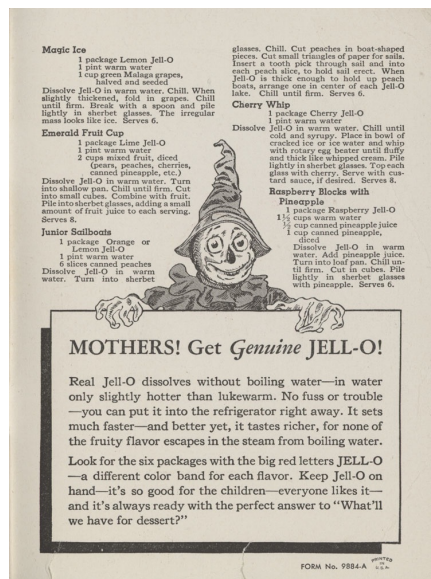 Magic Ice
1 package Lemon Jell-O
1 pint warm water
1 cup green Malaga grapes,
halved and seeded
Dissolve Jell-O in warm water. Chill. When
slightly thickened, fold in grapes. Chill
until firm. Break with a spoon and pile
lightly in sherbet glasses. The irregular
mass looks like ice. Serves 6.
Emerald Fruit Cup
1 package Lime Jell-O
1 pint warm water
2 cups mixed fruit, diced
(pears, peaches, cherries,
canned pineapple, etc.)
Dissolve Jell-O in warm water. Turn
into shallow pan. Chill until firm. Cut
into small cubes. Combine with fruit.
Pile into sherbet glasses, adding a small
amount of fruit juice to each serving.
Serves 8.
Junior Sailboats
1 package Orange or
Lemon Jell-O
1 pint warm water
6 slices canned peaches
Dissolve Jell-O in warm
water. Turn into sherbet
glasses. Chill. Cut peaches in boat-shaped
pieces. Cut small triangles of paper for sails.
Insert a tooth pick through sail and into
each peach slice, to hold sail erect. When
Jell-O is thick enough to hold up peach
boats, arrange one in center of each Jell-O
lake. Chill until firm. Serves 6.
Cherry Whip
1 package Cherry Jell-O
1 pint warm water
Dissolve Jell-O in warm water. Chill until
cold and syrupy. Place in bowl of
cracked ice or ice water and whip
with rotary egg beater until fluffy
and thick like whipped cream. Pile
lightly in sherbet glasses. Top each
glass with cherry. Serve with cus-
tard sauce, if desired. Serves 8.
Raspberry Blocks with
Pineapple
1 package Raspberry Jell-O
1½ cups warm water
½ cup canned pineapple juice
1 cup canned pineapple,
diced
Dissolve Jell-O in warm
water. Add pineapple juice.
Turn into loaf pan. Chill un-
til firm. Cut in cubes. Pile
lightly in sherbet glasses
with pineapple. Serves 6.
MOTHERS! Get Genuine JELL-O!
Real Jell-O dissolves without boiling water—in water
only slightly hotter than lukewarm. No fuss or trouble
—you can put it into the refrigerator right away. It sets
much faster—and better yet, it tastes richer, for none of
the fruity flavor escapes in the steam from boiling water.
Look for the six packages with the big red letters JELL-O
—a different color band for each flavor. Keep Jell-O on
hand—it's so good for the children—everyone likes it—
and it's always ready with the perfect answer to "What'll
we have for dessert?"
FORM No. 9884-A
PRINTED
IN
U.S.A.